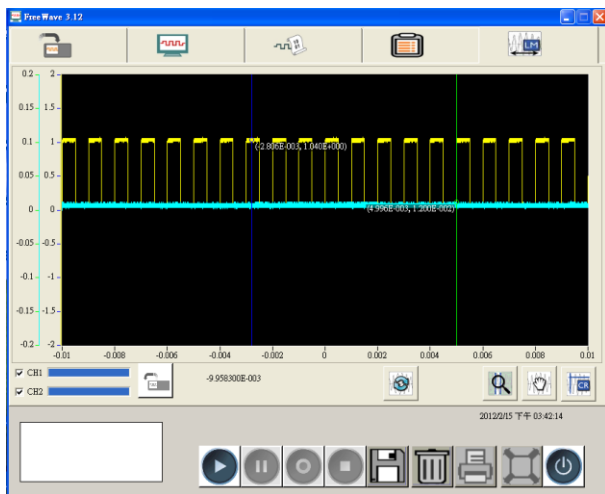 FreeWave 3.12
LM
0.2 2
0.15 1.5
0.1 1
0.05 0.5
0 0
-0.05 -0.5
-0.1 -1
-0.15 -1.5
-0.2 -2
(-2.806E-003, 1.040E+000)
(4.996E-003, 1.200E-002)
-0.01 -0.008 -0.006 -0.004 -0.002 0 0.002 0.004 0.006 0.008 0.01
CH1
CH2
-9.958300E-003
CR
2012/2/15 下午 03:42:14